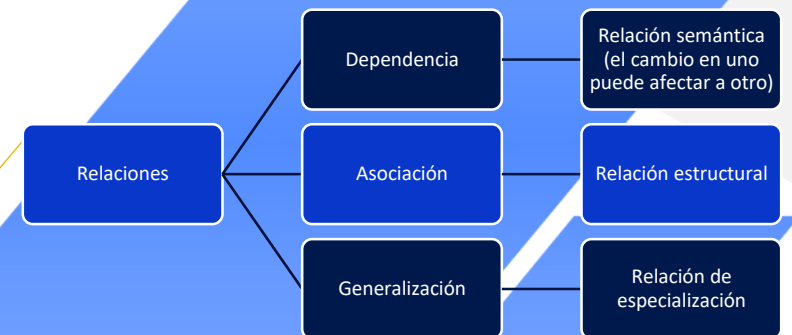 Relaciones
Dependencia
Relación semántica
(el cambio en uno
puede afectar a otro)
Asociación
Relación estructural
Generalización
Relación de
especialización